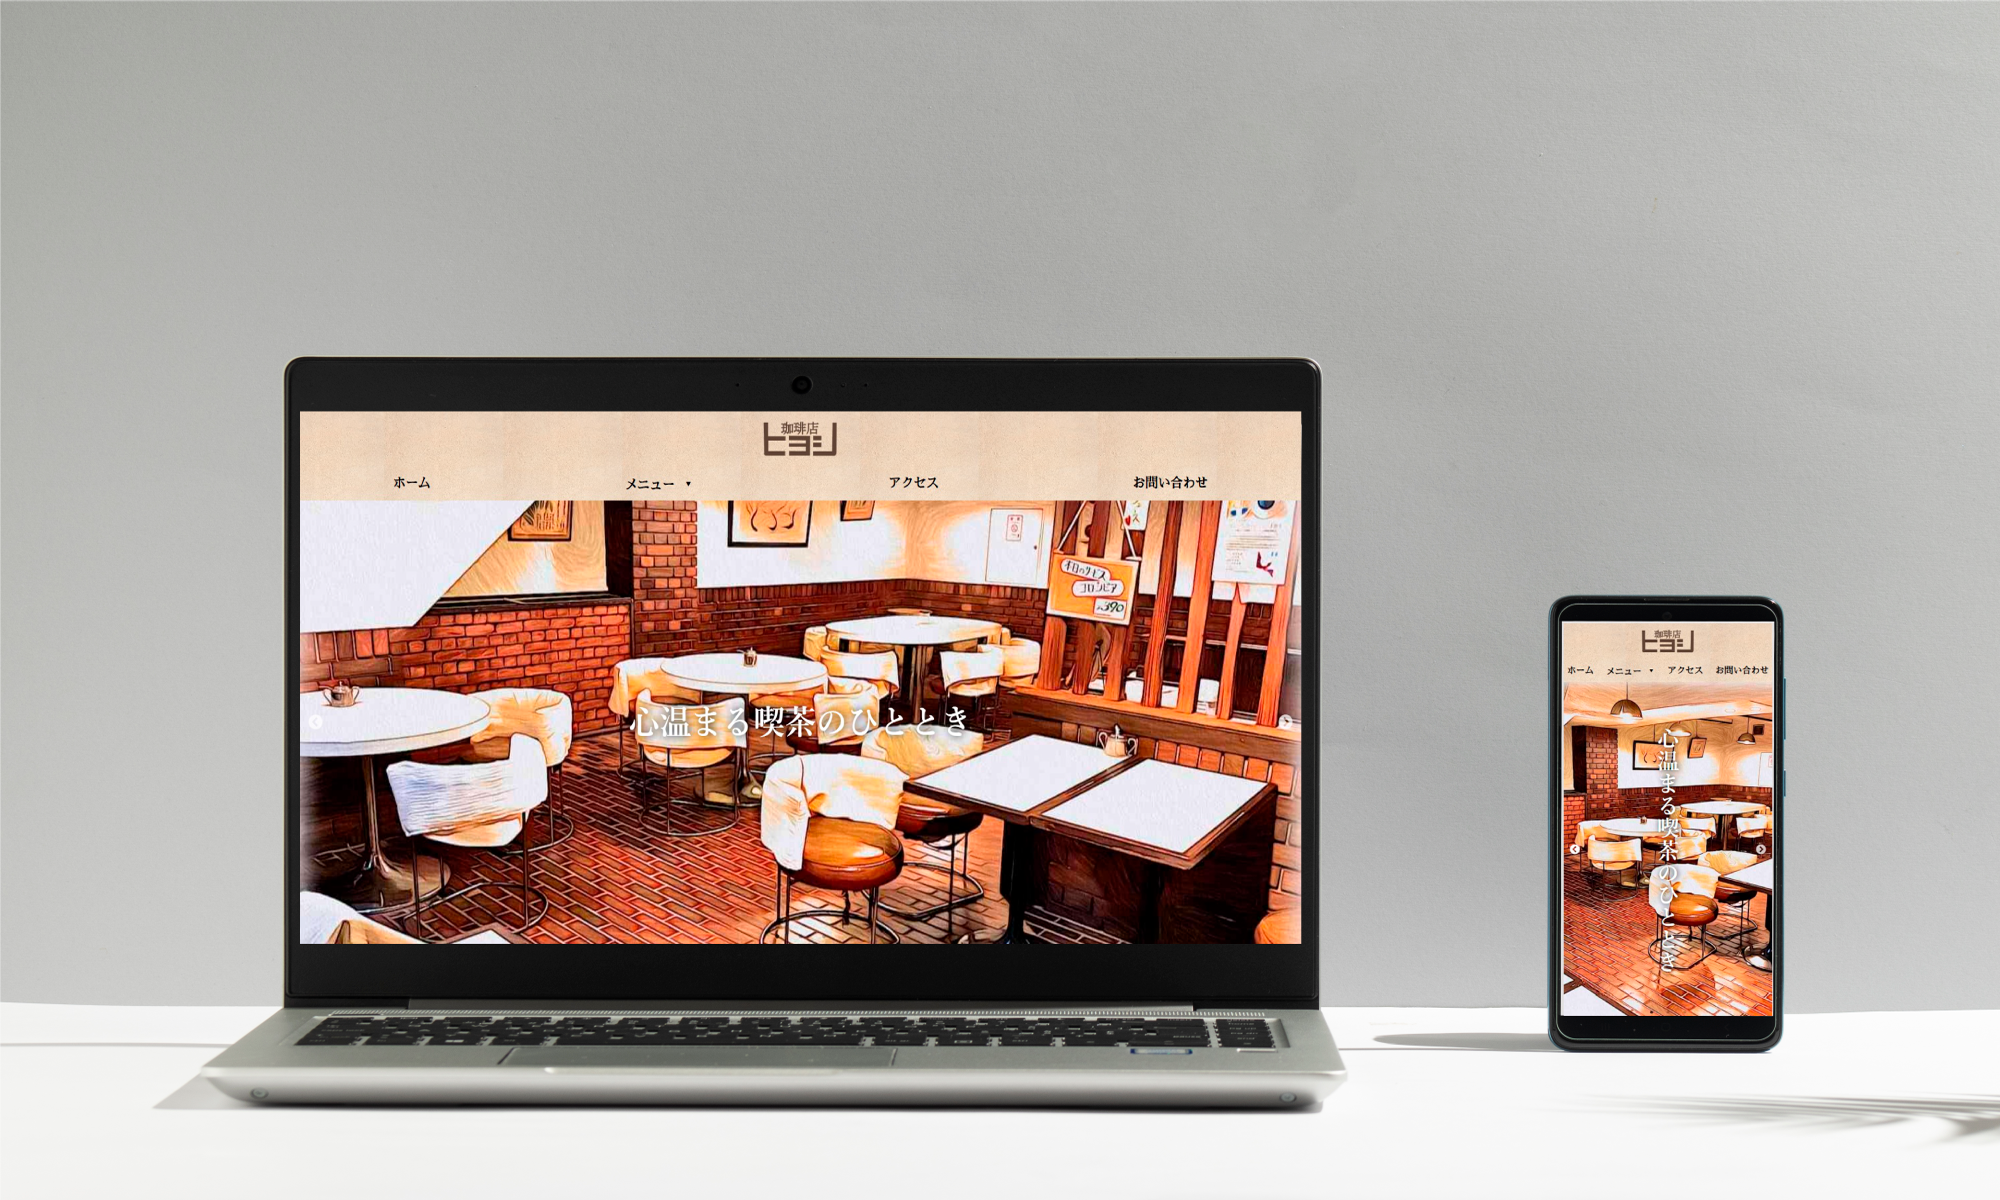 珈琲店
ヒヨシ
ホーム
メニュー ▼
アクセス
お問い合わせ
本日のサービス
コロンビア
390
心温まる喫茶のひととき
珈琲店
ヒヨシ
ホーム
メニュー ▼
アクセス
お問い合わせ
心温まる喫茶のひととき